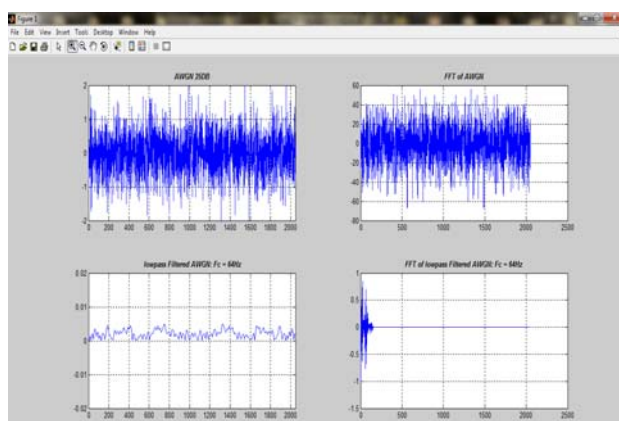 Figure 1
File Edit View Insert Tools Desktop Window Help
AWGN 35DB
2
1
0
-1
-2
0 200 400 600 800 1000 1200 1400 1600 1800 2000
FFT of AWGN
60
40
20
0
-20
-40
-60
-80
0 500 1000 1500 2000 2500
lowpass Filtered AWGN: Fc = 64Hz
0.02
0.01
0
-0.01
-0.02
0 200 400 600 800 1000 1200 1400 1600 1800 2000
FFT of lowpass Filtered AWGN: Fc = 64Hz
1
0.5
0
-0.5
-1
-1.5
0 500 1000 1500 2000 2500